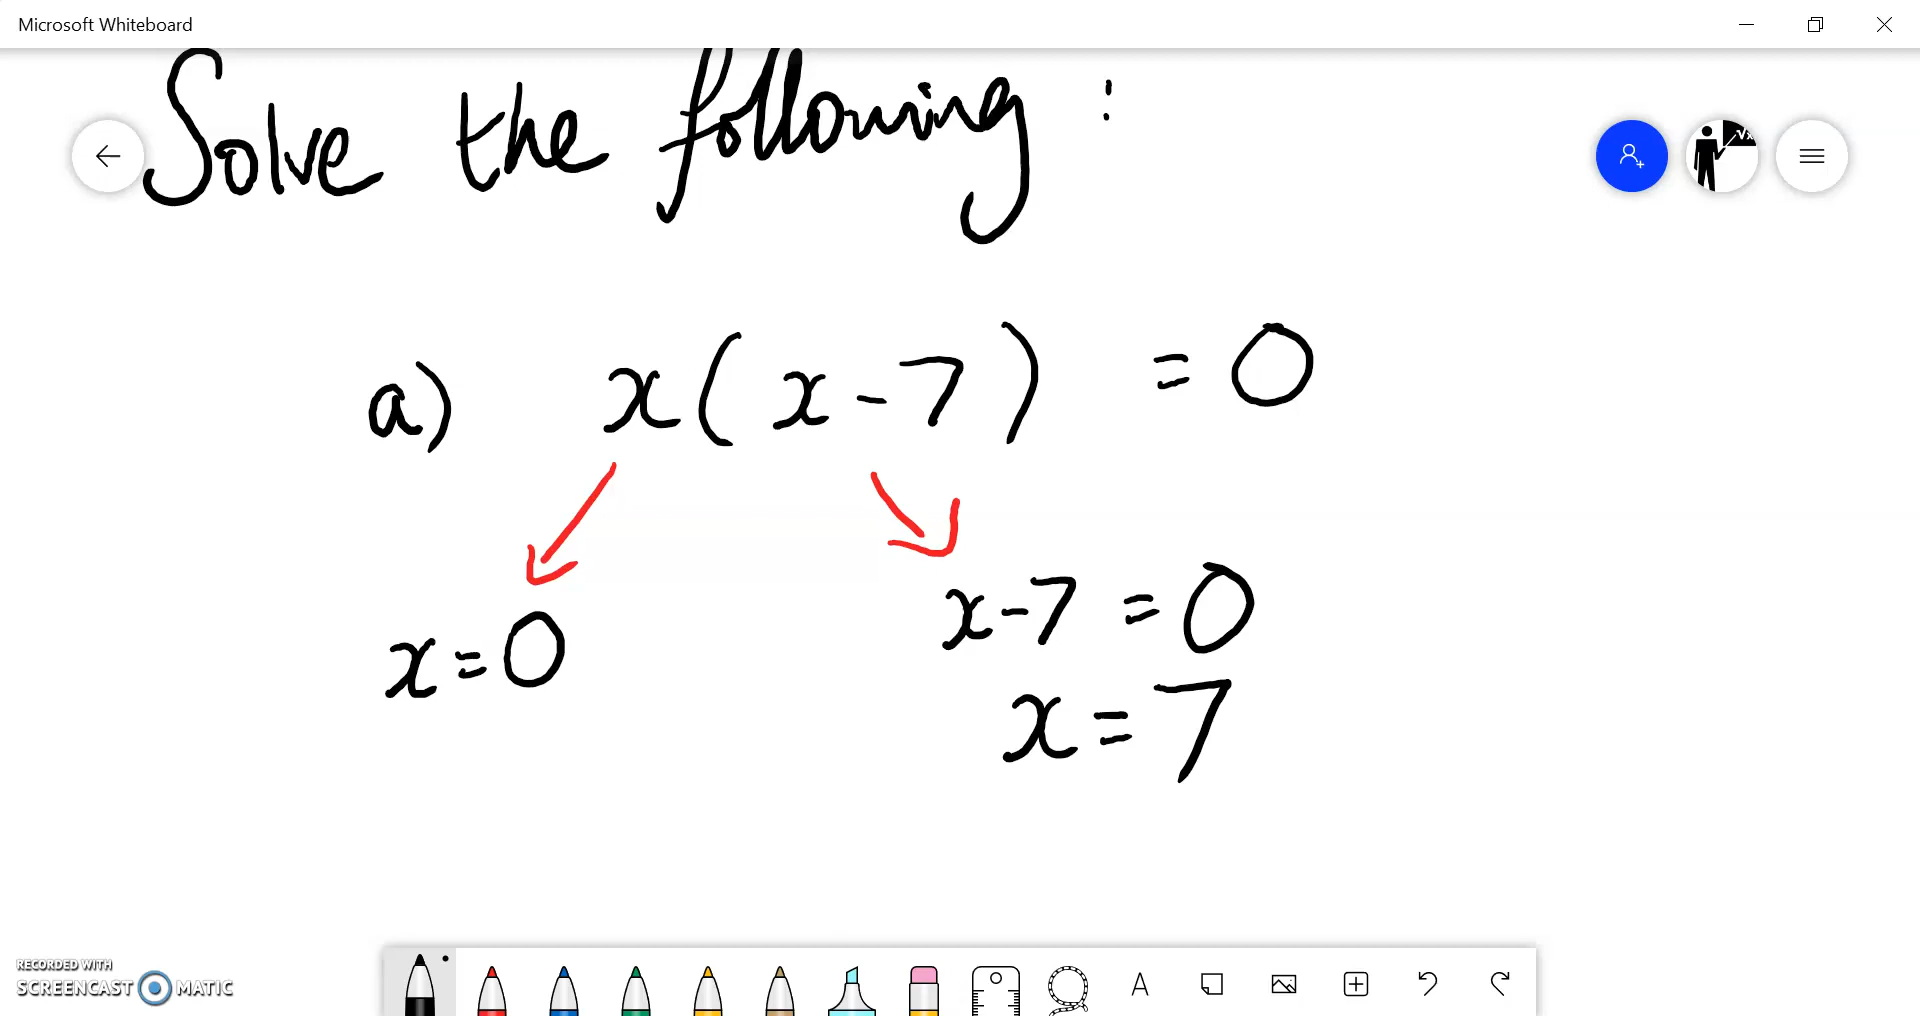 Microsoft Whiteboard
Solve the following :
√x
a) x(x-7) = 0
x=0
x-7 = 0
x = 7
RECORDED WITH
SCREENCAST MATIC
A